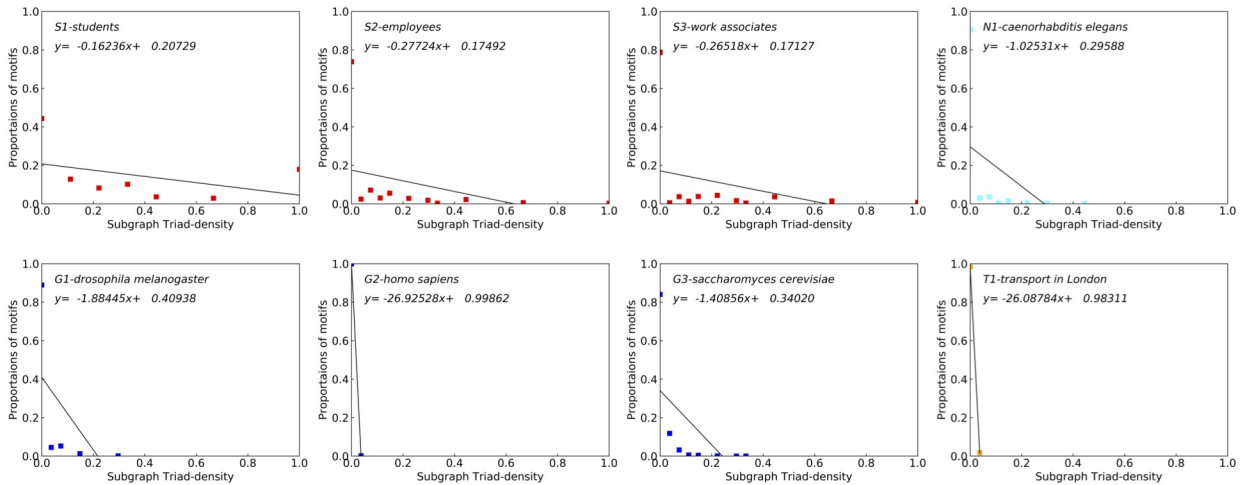 S1-students
y= -0.16236x+ 0.20729
Proportaions of motifs
1.0
0.8
0.6
0.4
0.2
0.0
0.0 0.2 0.4 0.6 0.8 1.0
Subgraph Triad-density
S2-employees
y= -0.27724x+ 0.17492
Proportaions of motifs
1.0
0.8
0.6
0.4
0.2
0.0
0.0 0.2 0.4 0.6 0.8 1.0
Subgraph Triad-density
S3-work associates
y= -0.26518x+ 0.17127
Proportaions of motifs
1.0
0.8
0.6
0.4
0.2
0.0
0.0 0.2 0.4 0.6 0.8 1.0
Subgraph Triad-density
N1-caenorhabditis elegans
y= -1.02531x+ 0.29588
Proportaions of motifs
1.0
0.8
0.6
0.4
0.2
0.0
0.0 0.2 0.4 0.6 0.8 1.0
Subgraph Triad-density
G1-drosophila melanogaster
y= -1.88445x+ 0.40938
Proportaions of motifs
1.0
0.8
0.6
0.4
0.2
0.0
0.0 0.2 0.4 0.6 0.8 1.0
Subgraph Triad-density
G2-homo sapiens
y= -26.92528x+ 0.99862
Proportaions of motifs
1.0
0.8
0.6
0.4
0.2
0.0
0.0 0.2 0.4 0.6 0.8 1.0
Subgraph Triad-density
G3-saccharomyces cerevisiae
y= -1.40856x+ 0.34020
Proportaions of motifs
1.0
0.8
0.6
0.4
0.2
0.0
0.0 0.2 0.4 0.6 0.8 1.0
Subgraph Triad-density
T1-transport in London
y= -26.08784x+ 0.98311
Proportaions of motifs
1.0
0.8
0.6
0.4
0.2
0.0
0.0 0.2 0.4 0.6 0.8 1.0
Subgraph Triad-density